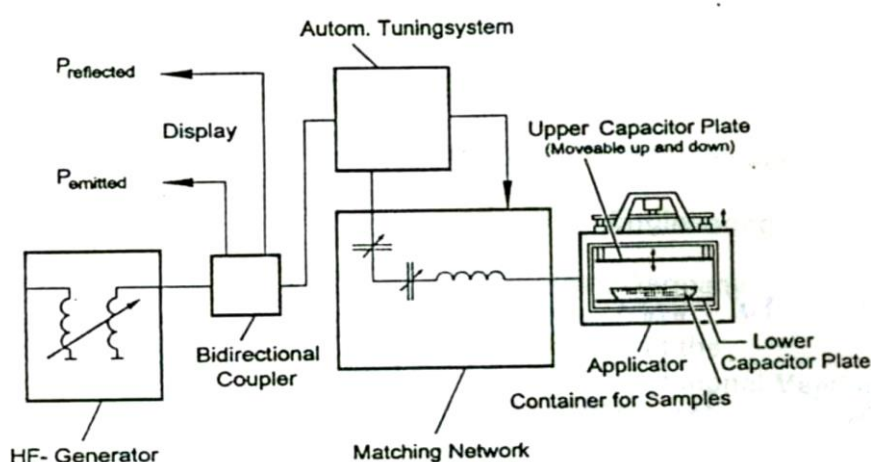 Autom. Tuningsystem
Preflected
Display
Upper Capacitor Plate
(Moveable up and down)
Pemitted
Bidirectional
Coupler
Applicator
Lower
Capacitor Plate
Container for Samples
HF- Generator
Matching Network